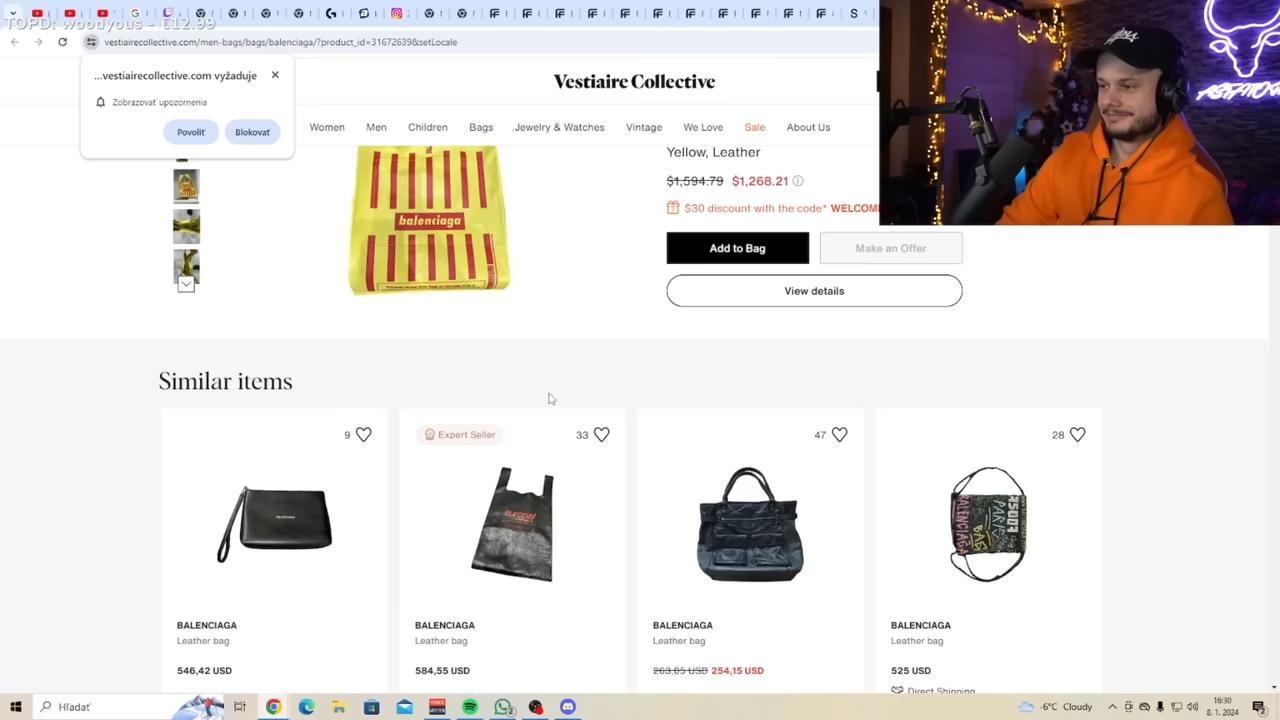 TOPD: woodyous - £12.99
vestiairecollective.com/men-bags/bags/balenciaga/?product_id=31672639&setLocale
...vestiairecollective.com vyžaduje
Zobrazovať upozornenia
Povoliť
Blokovať
Vestiaire Collective
Women
Men
Children
Bags
Jewelry & Watches
Vintage
We Love
Sale
About Us
Yellow, Leather
$1,594.79 $1,268.21
$30 discount with the code* WELCOM
Add to Bag
Make an Offer
View details
balenciaga
Similar items
9
Expert Seller
33
47
28
europa!
BALENCIAGA
Leather bag
546,42 USD
BALENCIAGA
Leather bag
584,55 USD
BALENCIAGA
Leather bag
263,05 USD 254,15 USD
BALENCIAGA
Leather bag
525 USD
Direct Shipping
Hľadať
-6°C Cloudy
16:30
8. 1. 2024